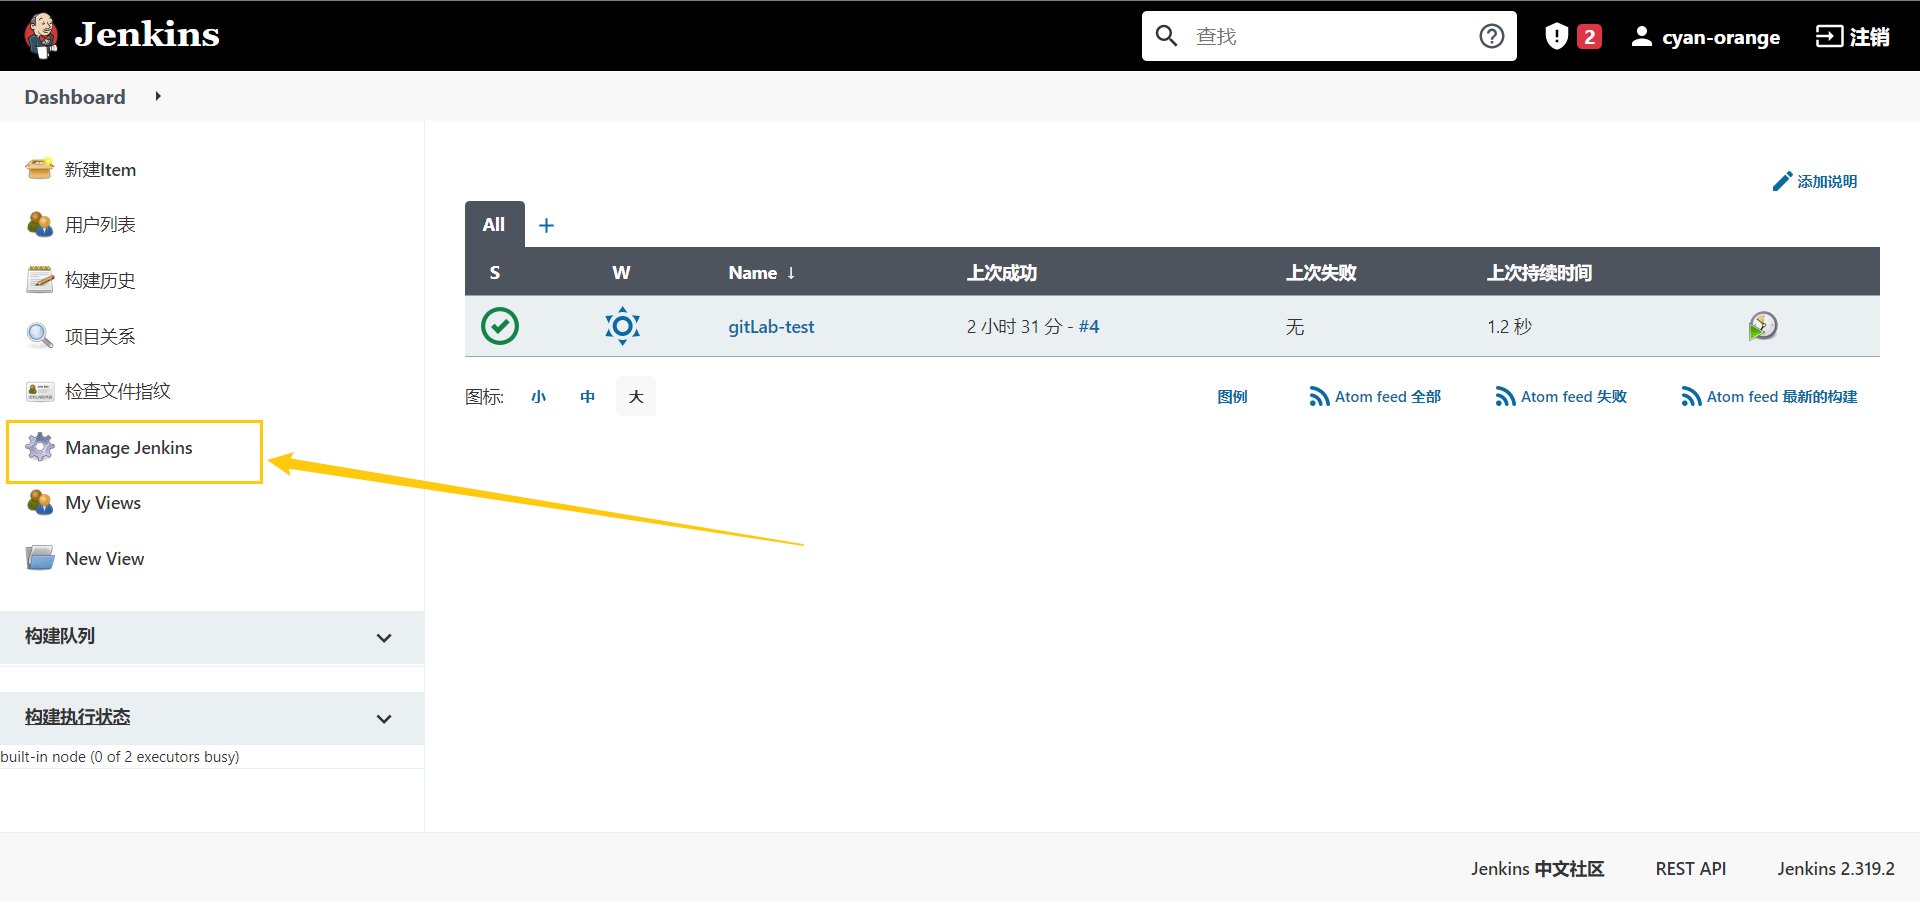 Jenkins
查找
2
cyan-orange
注销
Dashboard
新建Item
用户列表
构建历史
项目关系
检查文件指纹
Manage Jenkins
My Views
New View
构建队列
构建执行状态
built-in node (0 of 2 executors busy)
添加说明
All +
S W Name ↓ 上次成功 上次失败 上次持续时间
gitLab-test 2 小时 31 分 - #4 无 1.2 秒
图标: 小 中 大
图例 Atom feed 全部 Atom feed 失败 Atom feed 最新的构建
Jenkins 中文社区 REST API Jenkins 2.319.2